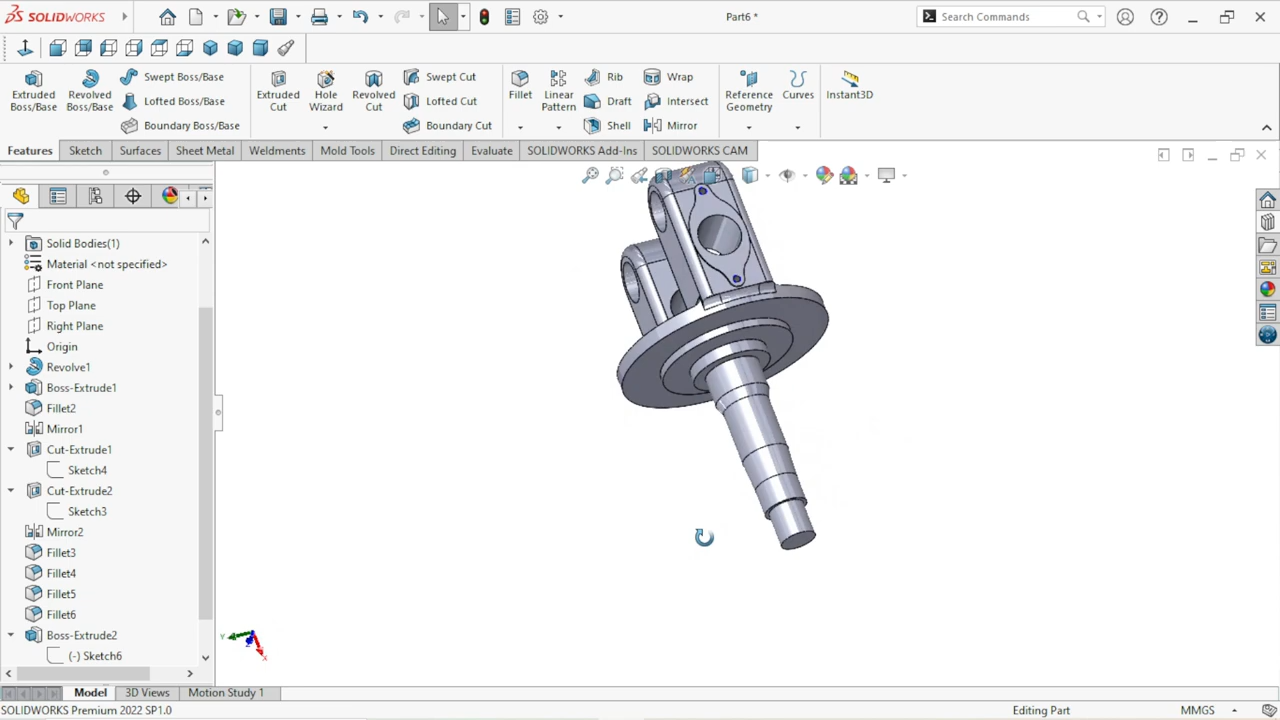 SOLIDWORKS
Part6 *
Search Commands
Extruded Boss/Base
Revolved Boss/Base
Swept Boss/Base
Lofted Boss/Base
Boundary Boss/Base
Extruded Cut
Hole Wizard
Revolved Cut
Swept Cut
Lofted Cut
Boundary Cut
Fillet
Linear Pattern
Rib
Draft
Shell
Wrap
Intersect
Mirror
Reference Geometry
Curves
Instant3D
Features
Sketch
Surfaces
Sheet Metal
Weldments
Mold Tools
Direct Editing
Evaluate
SOLIDWORKS Add-Ins
SOLIDWORKS CAM
Solid Bodies(1)
Material <not specified>
Front Plane
Top Plane
Right Plane
Origin
Revolve1
Boss-Extrude1
Fillet2
Mirror1
Cut-Extrude1
Sketch4
Cut-Extrude2
Sketch3
Mirror2
Fillet3
Fillet4
Fillet5
Fillet6
Boss-Extrude2
(-) Sketch6
Y
X
Model
3D Views
Motion Study 1
SOLIDWORKS Premium 2022 SP1.0
Editing Part
MMGS